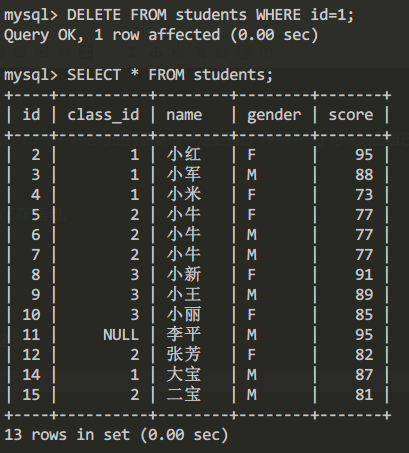 mysql> DELETE FROM students WHERE id=1;
Query OK, 1 row affected (0.00 sec)
mysql> SELECT * FROM students;
+----+----------+--------+--------+-------+
| id | class_id | name | gender | score |
+----+----------+--------+--------+-------+
| 2 | 1 | 小红 | F | 95 |
| 3 | 1 | 小军 | M | 88 |
| 4 | 1 | 小米 | F | 73 |
| 5 | 2 | 小牛 | F | 77 |
| 6 | 2 | 小牛 | M | 77 |
| 7 | 2 | 小牛 | M | 77 |
| 8 | 3 | 小新 | F | 91 |
| 9 | 3 | 小王 | M | 89 |
| 10 | 3 | 小丽 | F | 85 |
| 11 | NULL | 李平 | M | 95 |
| 12 | 2 | 张芳 | F | 82 |
| 14 | 1 | 大宝 | M | 87 |
| 15 | 2 | 二宝 | M | 81 |
+----+----------+--------+--------+-------+
13 rows in set (0.00 sec)